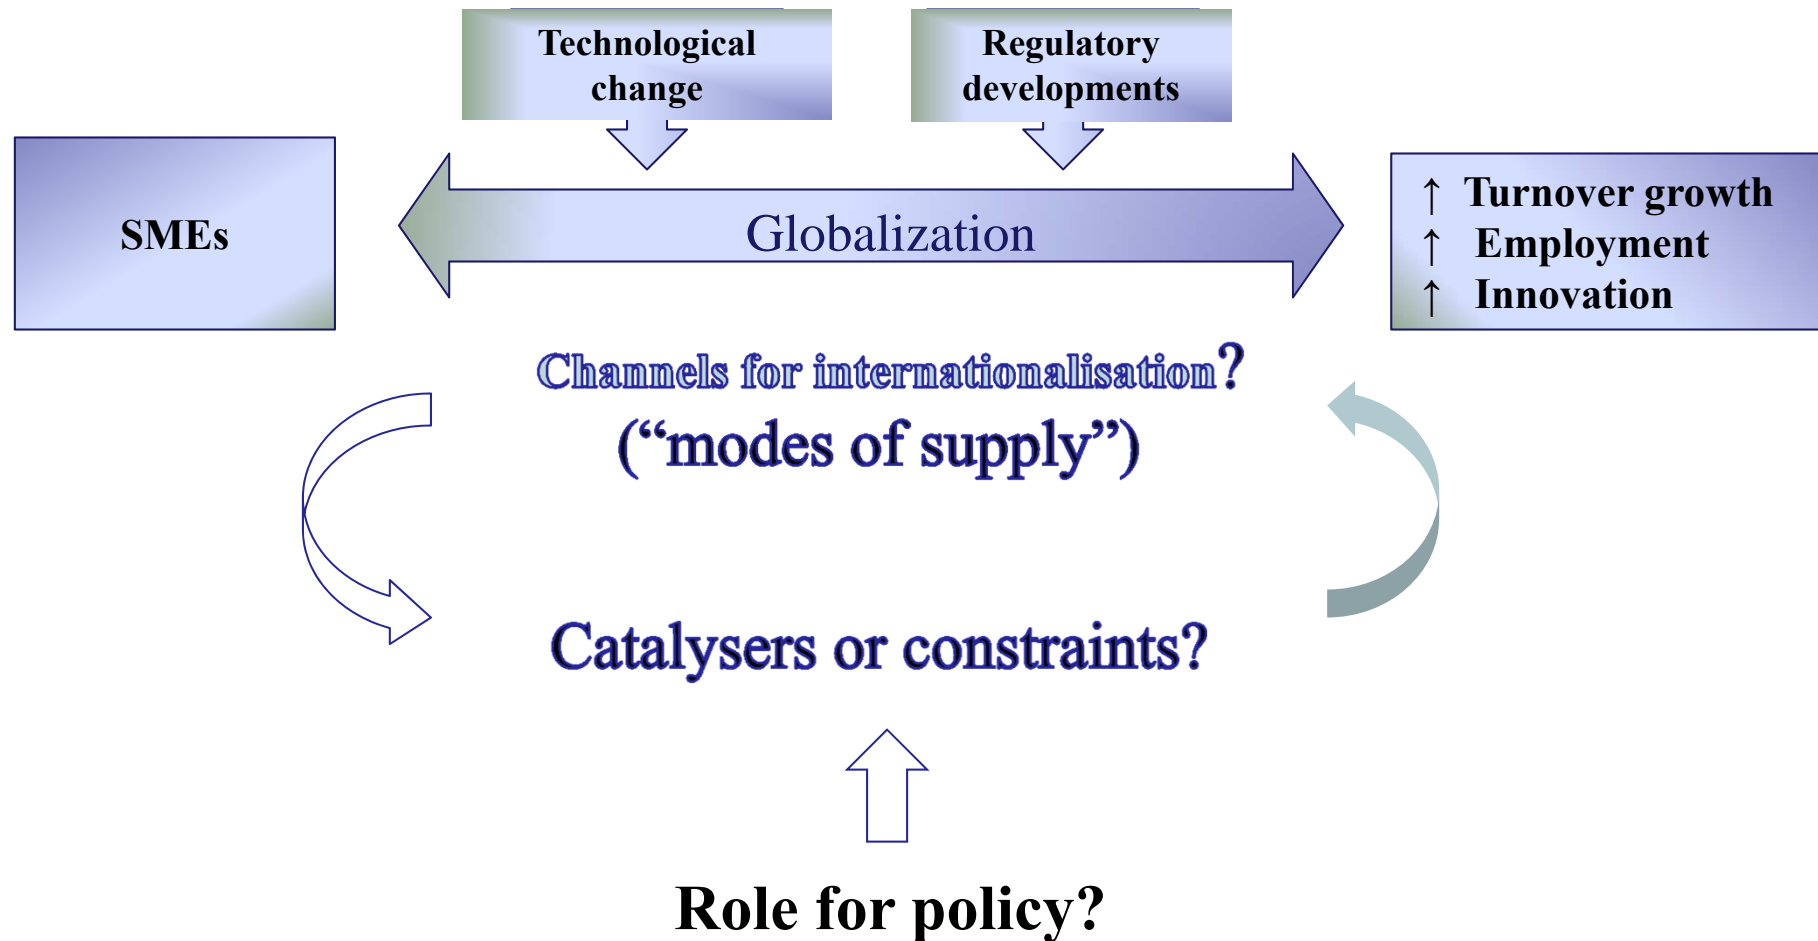 Technological
change
Regulatory
developments
SMEs
Globalization
↑ Turnover growth
↑ Employment
↑ Innovation
Channels for internationalisation?
(“modes of supply”)
Catalysers or constraints?
Role for policy?